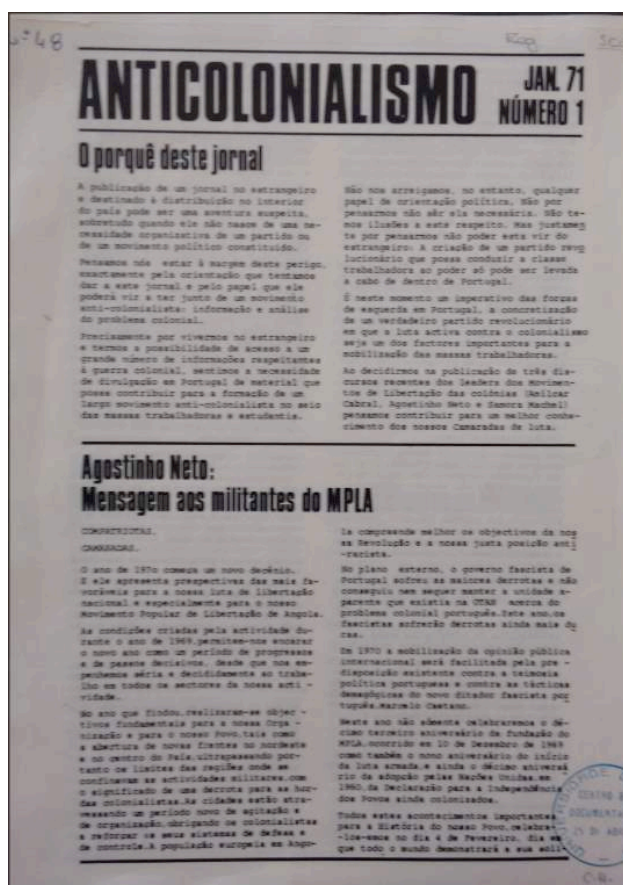 nº 48
ANTICOLONIALISMO
JAN. 71
NÚMERO 1
O porquê deste jornal
A publicação de um jornal no estrangeiro
e destinado à distribuição no interior
do país pode ser uma aventura suspeita,
sobretudo quando ele não nasce de uma ne-
cessidade organizativa de um partido ou
de um movimento político constituído.
Pensamos nós estar à margem deste perigo,
exactamente pela orientação que tentamos
dar a este jornal e pelo papel que ele
poderá vir a ter junto de um movimento
anti-colonialista: informação e análise
do problema colonial.
Precisamente por vivermos no estrangeiro
e termos a possibilidade de acesso a um
grande número de informações respeitantes
à guerra colonial, sentimos a necessidade
de divulgação em Portugal de material que
possa contribuir para a formação de um
largo movimento anti-colonialista no seio
das massas trabalhadoras e estudantis.
Não nos arreigamos, no entanto, qualquer
papel de orientação política. Não por
pensarmos não sêr ela necessária. Não te-
mos ilusões a este respeito. Mas justamen
te por pensarmos não poder esta vir do
estrangeiro: A criação de um partido revo
lucionário que possa conduzir a classe
trabalhadora ao poder só pode ser levada
a cabo de dentro de Portugal.
É neste momento um imperativo das forças
de esquerda em Portugal, a concretização
de um verdadeiro partido revolucionário
em que a luta activa contra o colonialismo
seja um dos factores importantes para a
mobilização das massas trabalhadoras.
Ao decidirmos na publicação de três dis-
cursos recentes dos leaders dos Movimen-
tos de Libertação das colónias (Amílcar
Cabral, Agostinho Neto e Samora Machel)
pensamos contribuir para um melhor conhe-
cimento dos nossos Camaradas de luta.
Agostinho Neto:
Mensagem aos militantes do MPLA
COMPATRIOTAS,
CAMARADAS,
O ano de 1970 começa um novo decénio.
E ele apresenta prespectivas das mais fa-
voráveis para a nossa luta de libertação
nacional e especialmente para o nosso
Movimento Popular de Libertação de Angola.
As condições criadas pela actividade du-
rante o ano de 1969,permitem-nos encarar
o novo ano como um período de progressos
e de passos decisivos, desde que nos em-
penhemos séria e decididamente ao traba-
lho em todos os sectores da nossa acti -
vidade.
No ano que findou,realizaram-se objec -
tivos fundamentais para a nossa Orga -
nização e para o nosso Povo,tais como
a abertura de novas frentes no nordeste
e no centro do País,ultrapassando por-
tanto os limites das regiões onde se
confinavam as actividades militares,com
o significado de uma derrota para as hor-
das colonialistas.As cidades estão atra-
vessando um período novo de agitação e
de organização,obrigando os colonialistas
a reforçar os seus sistemas de defesa e
de controle.A população europeia em Ango-
la compreende melhor os objectivos da nos
sa Revolução e a nossa justa posição anti
-racista.
No plano externo, o governo fascista de
Portugal sofreu as maiores derrotas e não
conseguiu nem sequer manter a unidade a-
parente que existia na OTAN acerca do
problema colonial português.Este ano,os
fascistas sofrerão derrotas ainda mais du
ras.
Em 1970 a mobilização da opinião pública
internacional será facilitada pela pre -
disposição existente contra a teimosia
política portuguesa e contra as tácticas
demagógicas do novo ditador fascista por
tuguês,Marcelo Caetano.
Neste ano não sòmente celebraremos o dé-
cimo terceiro aniversário da fundação do
MPLA,ocorrido em 10 de Dezembro de 1969
como também o nono aniversário do início
da luta armada,e ainda o décimo aniversá
rio da adopção pelas Nações Unidas,em
1960,da Declaração para a Independência
dos Povos ainda colonizados.
Todos estes acontecimentos importantes
para a História do nosso Povo,celebra-
-los-emos no dia 4 de Fevereiro, dia em
que todo o mundo demonstrará a sua soli-
CENTRO
DOCUMENTA
25 DE ABR